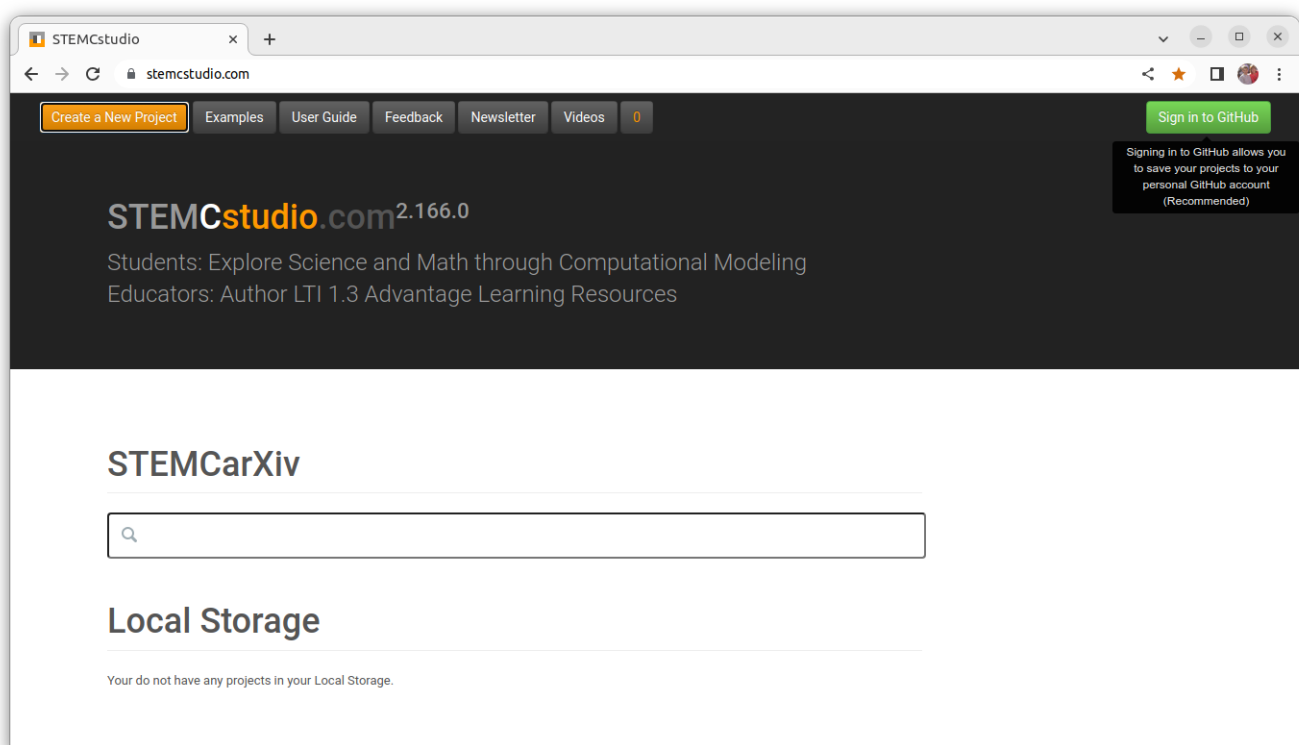 STEMCstudio
stemcstudio.com
Create a New Project Examples User Guide Feedback Newsletter Videos 0 Sign in to GitHub
Signing in to GitHub allows you
to save your projects to your
personal GitHub account
(Recommended)
STEMCstudio.com2.166.0
Students: Explore Science and Math through Computational Modeling
Educators: Author LTI 1.3 Advantage Learning Resources
STEMCarXiv
Local Storage
Your do not have any projects in your Local Storage.